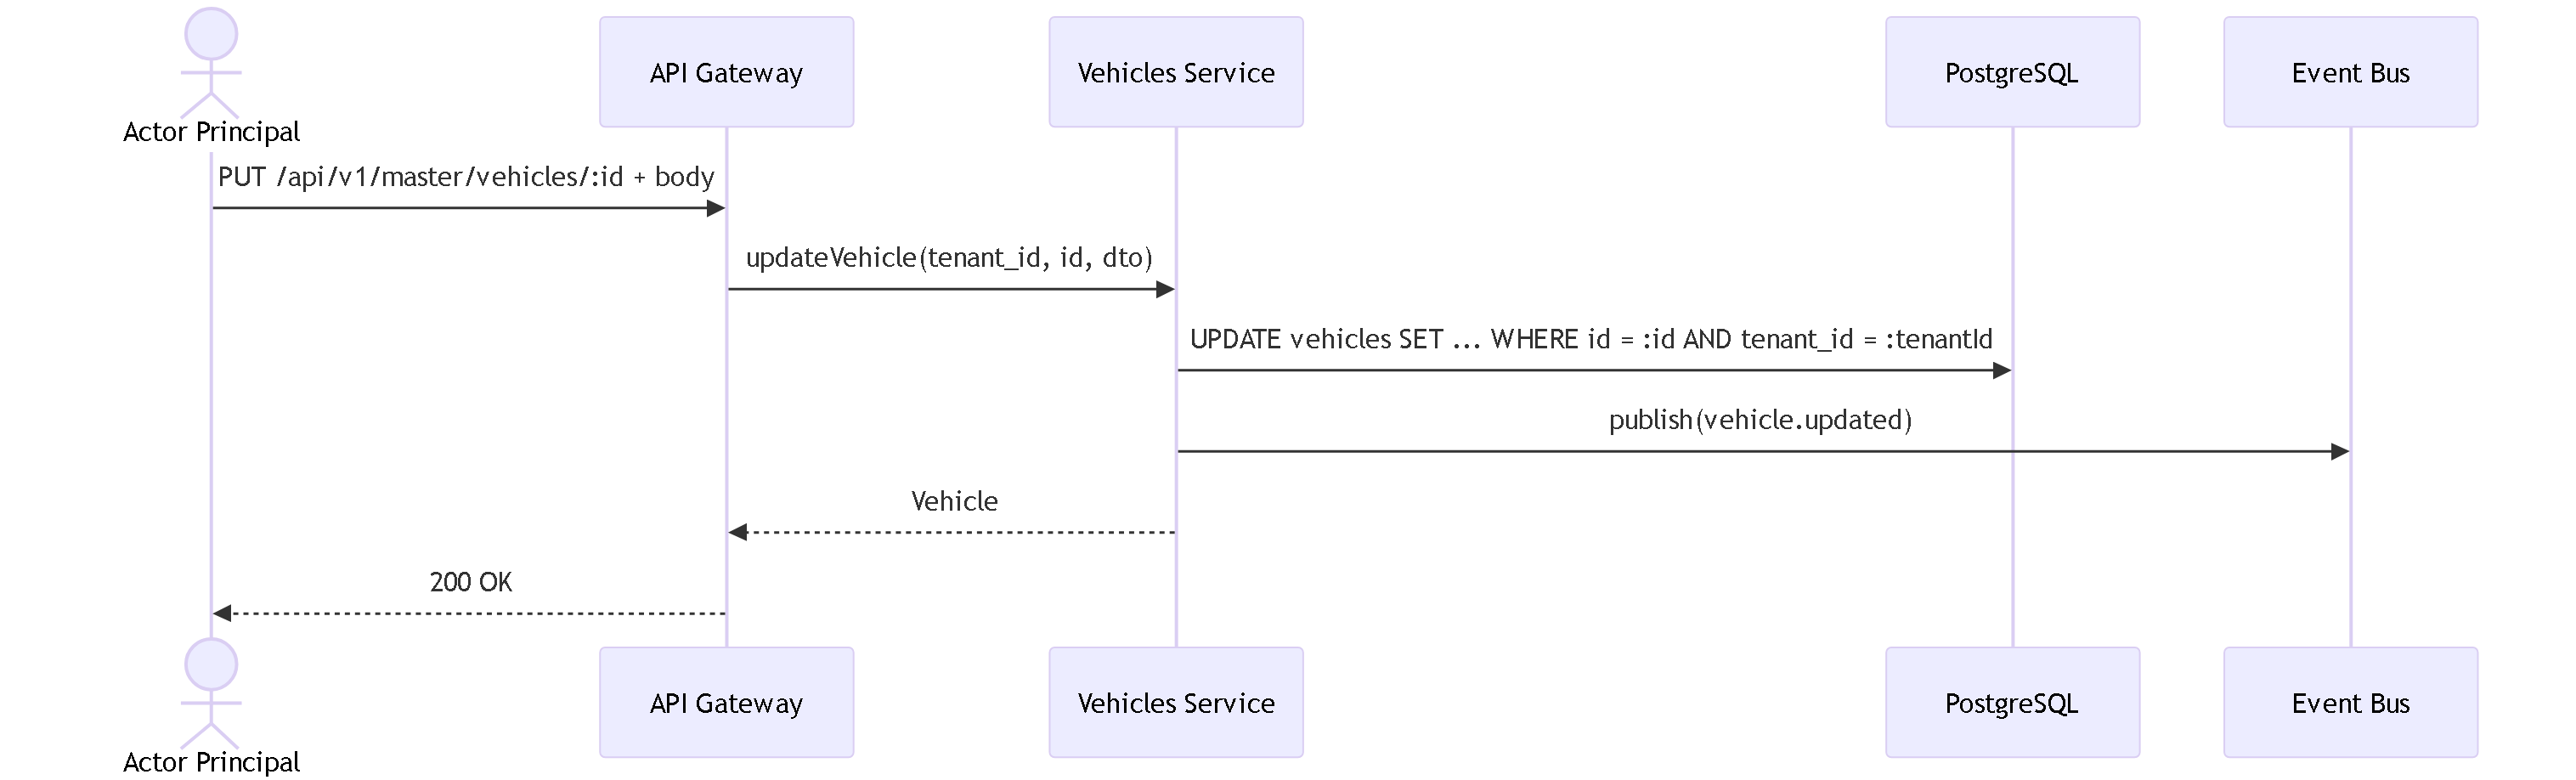 Actor Principal
API Gateway
Vehicles Service
PostgreSQL
Event Bus
PUT /api/v1/master/vehicles/:id + body
updateVehicle(tenant_id, id, dto)
UPDATE vehicles SET ... WHERE id = :id AND tenant_id = :tenantId
publish(vehicle.updated)
Vehicle
200 OK
Actor Principal
API Gateway
Vehicles Service
PostgreSQL
Event Bus